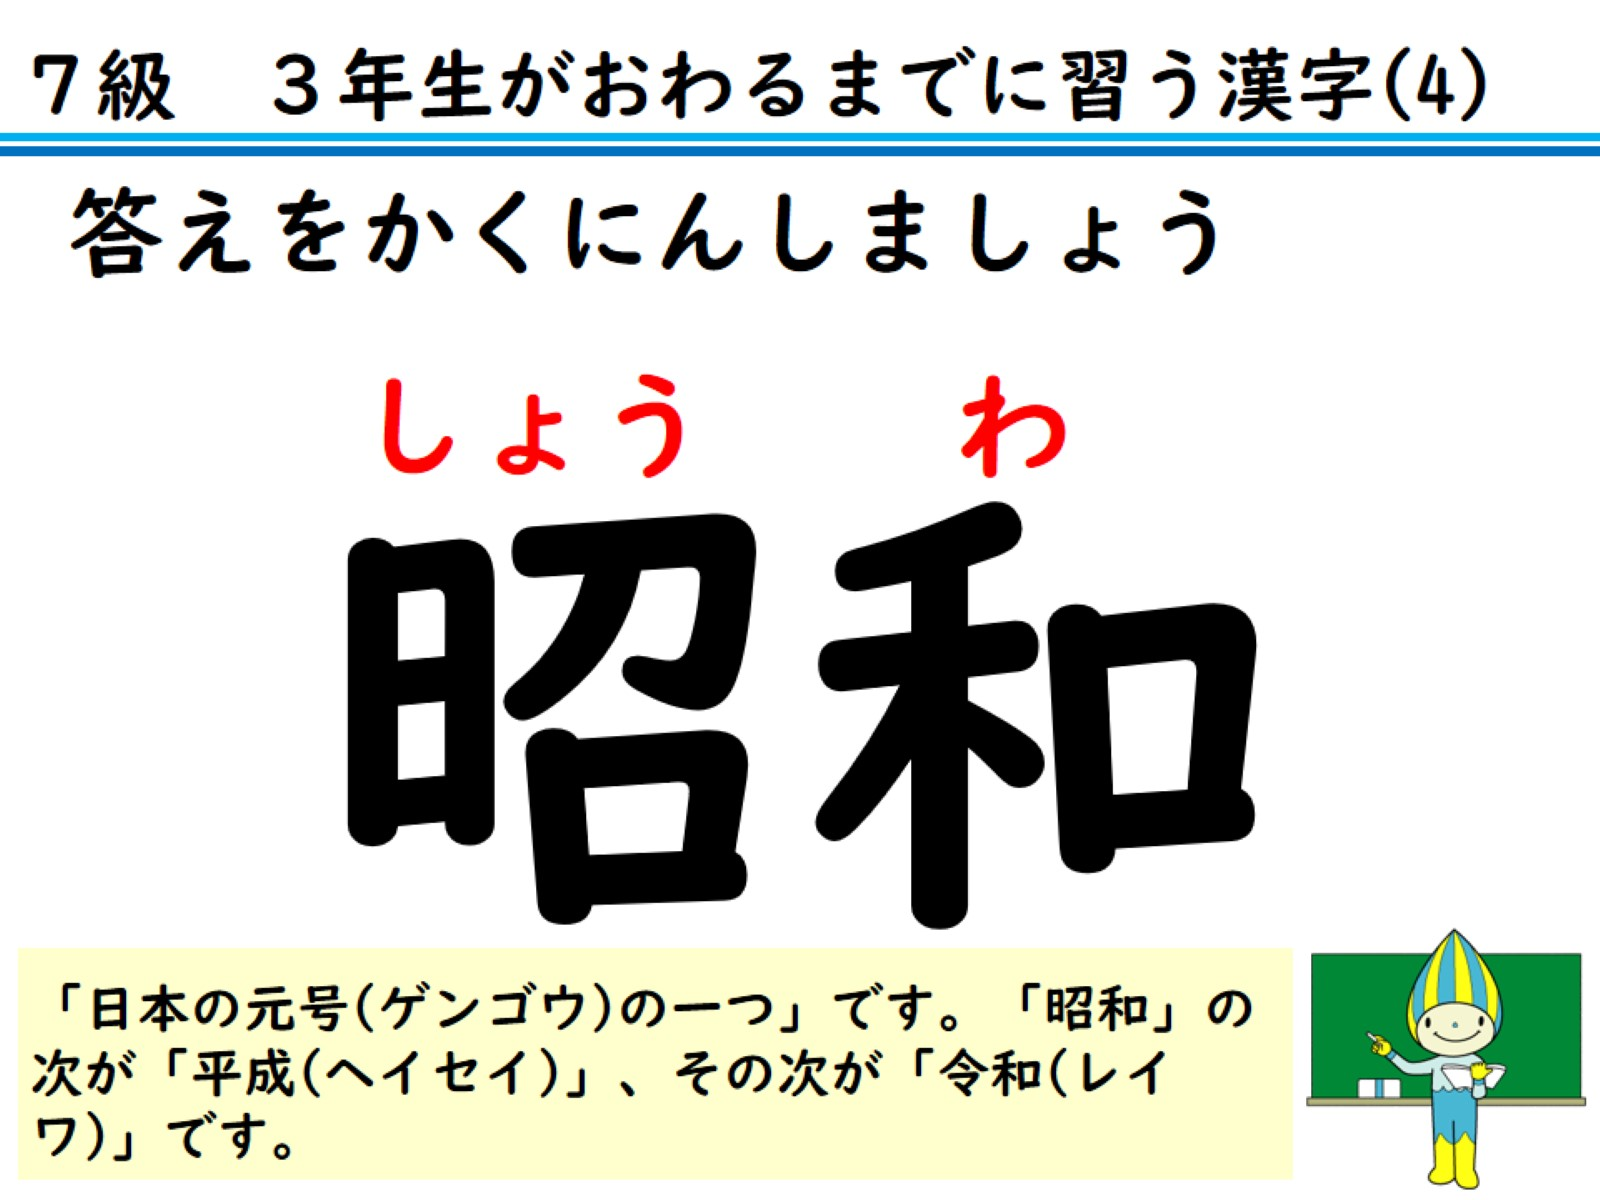 ７級　３年生がおわるまでに習う漢字(4)
答えをかくにんしましょう
しょう　わ
昭和
「日本の元号(ゲンゴウ)の一つ」です。「昭和」の
次が「平成(ヘイセイ)」、その次が「令和(レイ
ワ)」です。